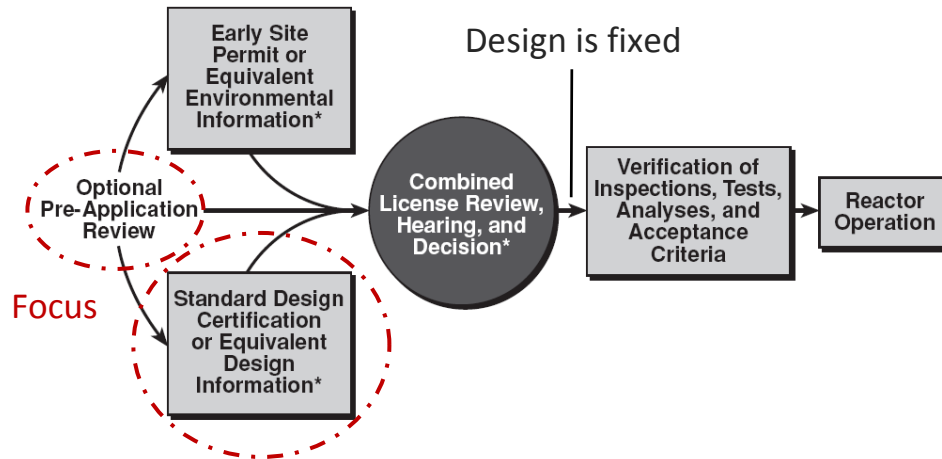 Early Site
Permit or
Equivalent
Environmental
Information*
Design is fixed
Optional
Pre-Application
Review
Combined
License Review,
Hearing, and
Decision*
Verification of
Inspections, Tests,
Analyses, and
Acceptance
Criteria
Reactor
Operation
Focus
Standard Design
Certification
or Equivalent
Design
Information*